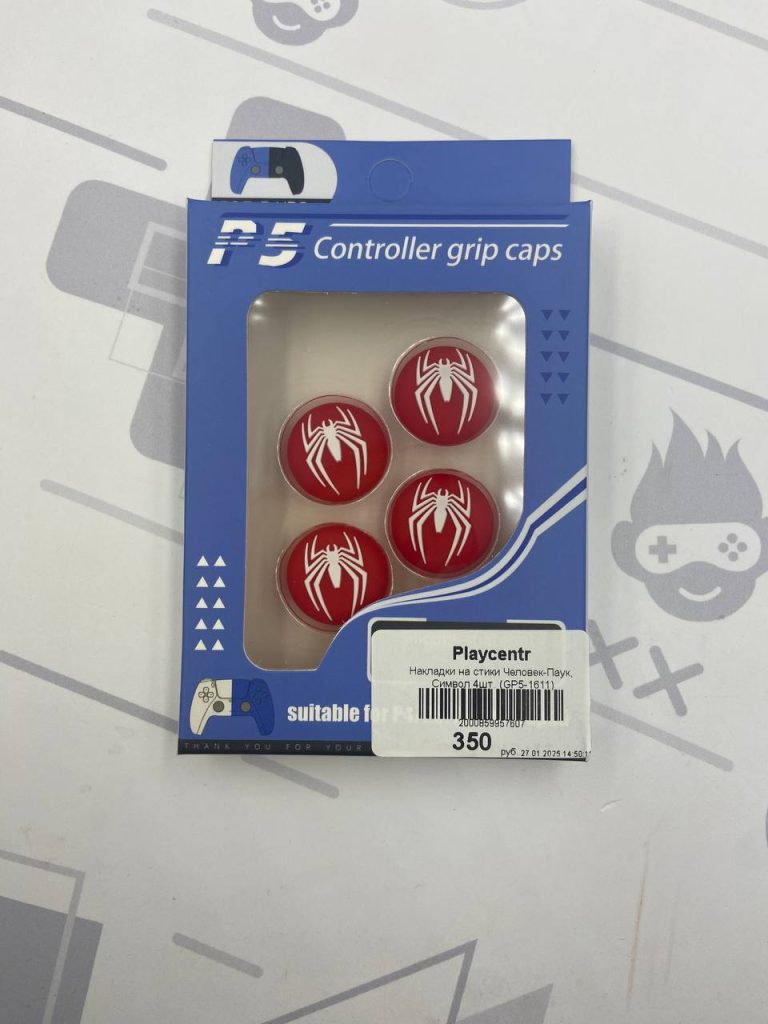 P5 Controller grip caps
suitable for P
THANK YOU FOR YOUR
Playcentr
Накладки на стики Человек-Паук,
Символ 4шт. (GP5-1611)
2000859957607
350
руб. 27 01 2025 14:50:1